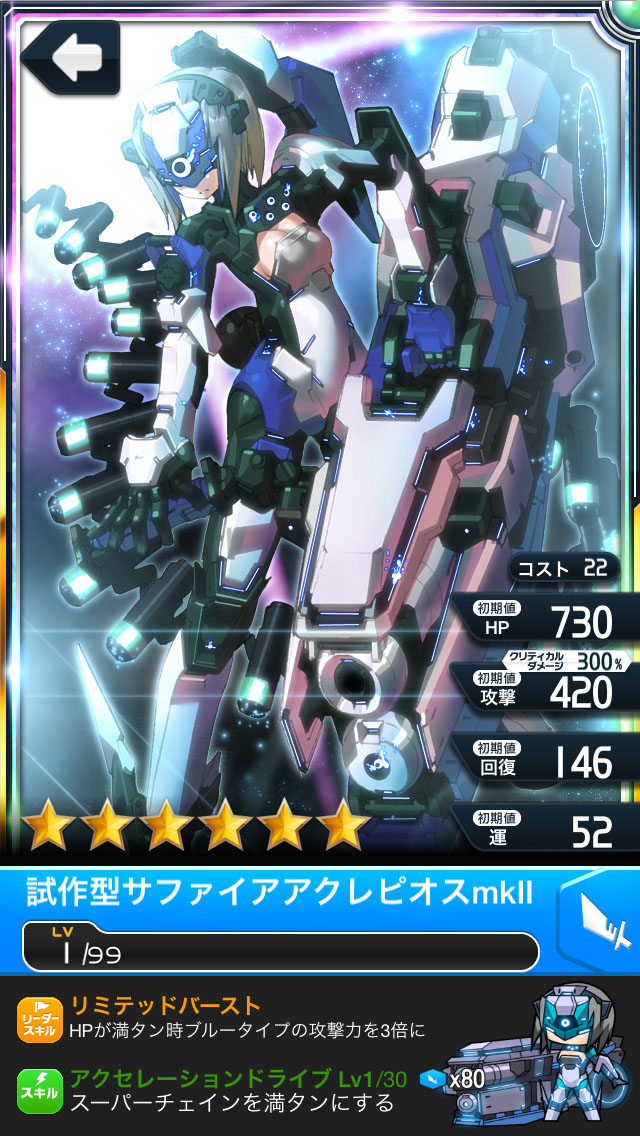 コスト 22
初期値
HP 730
クリティカル
ダメージ 300%
初期値
攻撃 420
初期値
回復 146
初期値
運 52
試作型サファイアアクレピオスmkII
LV
1/99
リーダー
スキル
リミテッドバースト
HPが満タン時ブルータイプの攻撃力を3倍に
スキル
アクセレーションドライブ Lv1/30
x80
スーパーチェインを満タンにする